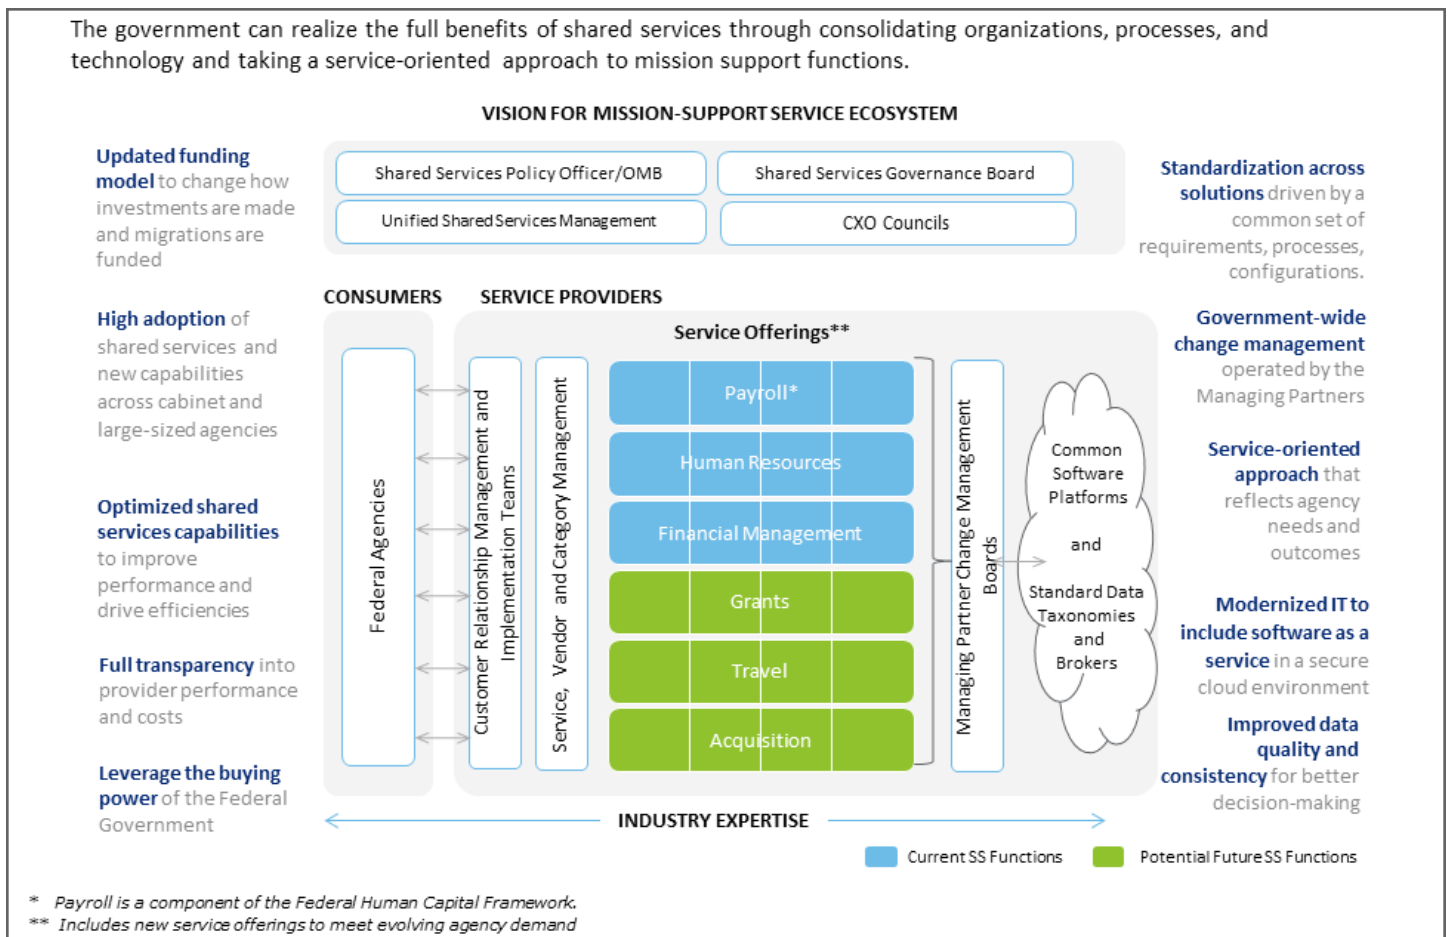 The government can realize the full benefits of shared services through consolidating organizations, processes, and
technology and taking a service-oriented approach to mission support functions.
VISION FOR MISSION-SUPPORT SERVICE ECOSYSTEM
Updated funding
model to change how
investments are made
and migrations are
funded
High adoption of
shared services and
new capabilities
across cabinet and
large-sized agencies
Optimized shared
services capabilities
to improve
performance and
drive efficiencies
Full transparency into
provider performance
and costs
Leverage the buying
power of the Federal
Government
Shared Services Policy Officer/OMB
Shared Services Governance Board
Unified Shared Services Management
CXO Councils
CONSUMERS
SERVICE PROVIDERS
Federal Agencies
Customer Relationship Management and
Implementation Teams
Service, Vendor and Category Management
Service Offerings**
Payroll*
Human Resources
Financial Management
Grants
Travel
Acquisition
Managing Partner Change Management
Boards
Common
Software
Platforms
and
Standard Data
Taxonomies
and
Brokers
Standardization across
solutions driven by a
common set of
requirements, processes,
configurations.
Government-wide
change management
operated by the
Managing Partners
Service-oriented
approach that
reflects agency
needs and
outcomes
Modernized IT to
include software as a
service in a secure
cloud environment
Improved data
quality and
consistency for better
decision-making
INDUSTRY EXPERTISE
Current SS Functions
Potential Future SS Functions
* Payroll is a component of the Federal Human Capital Framework.
** Includes new service offerings to meet evolving agency demand